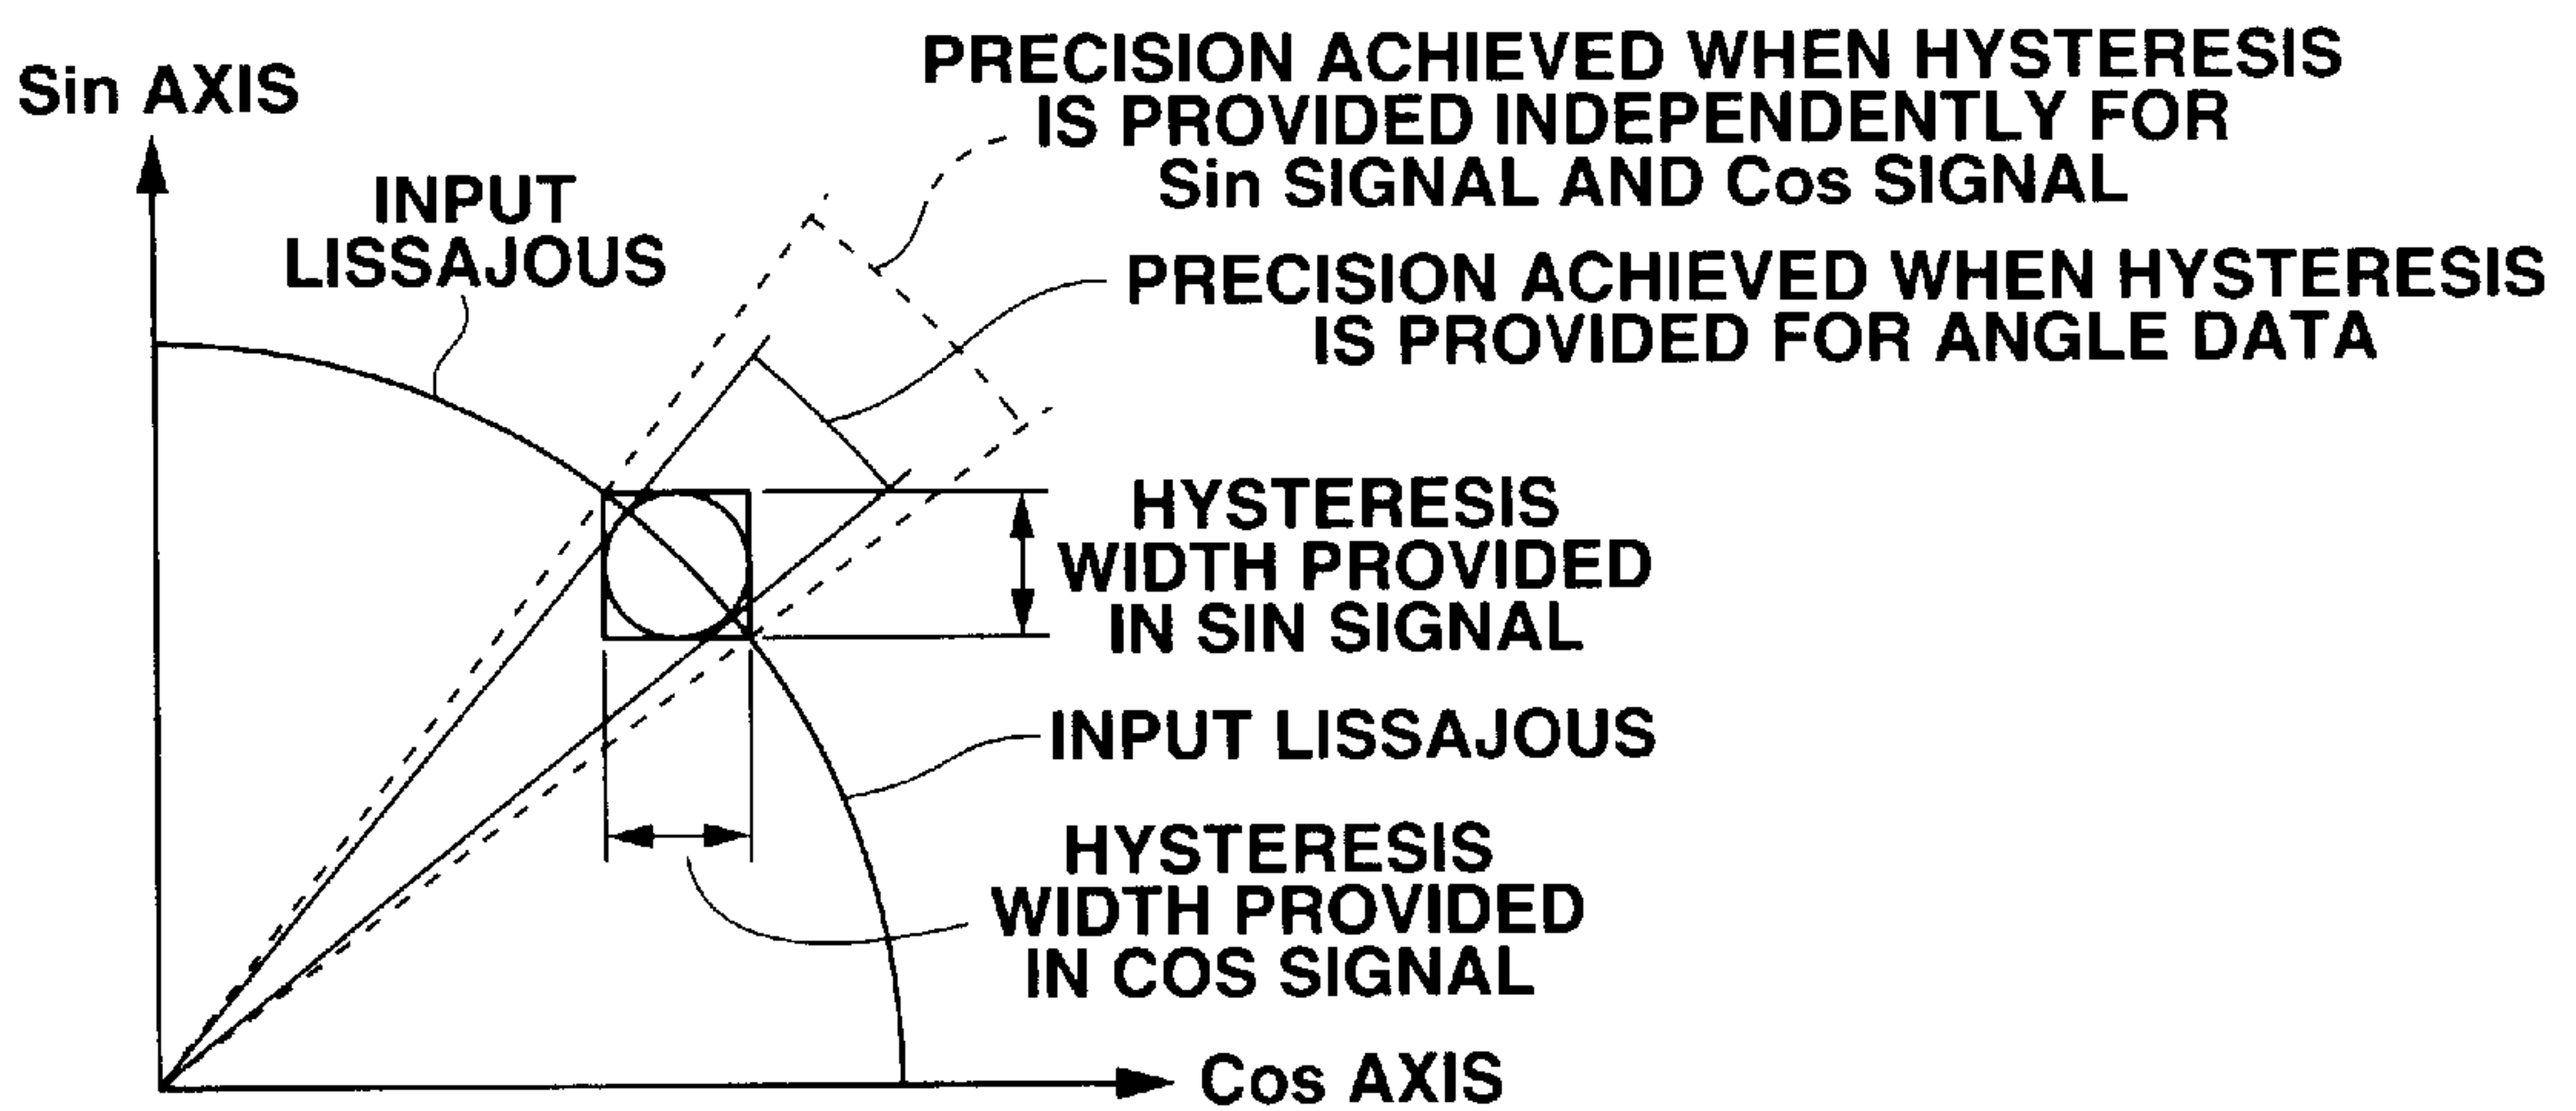 Sin AXIS
PRECISION ACHIEVED WHEN HYSTERESIS
IS PROVIDED INDEPENDENTLY FOR
Sin SIGNAL AND Cos SIGNAL
INPUT
LISSAJOUS
PRECISION ACHIEVED WHEN HYSTERESIS
IS PROVIDED FOR ANGLE DATA
HYSTERESIS
WIDTH PROVIDED
IN SIN SIGNAL
INPUT LISSAJOUS
HYSTERESIS
WIDTH PROVIDED
IN COS SIGNAL
Cos AXIS